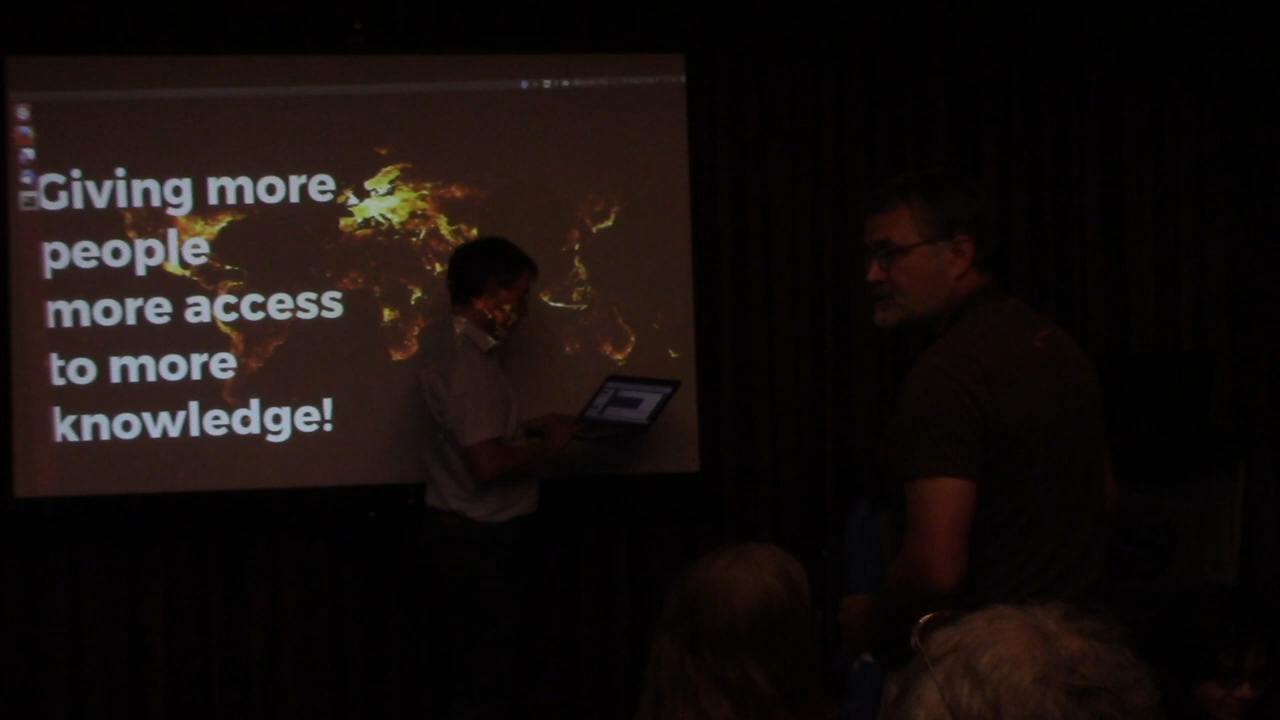 Giving more
people
more access
to more
knowledge!